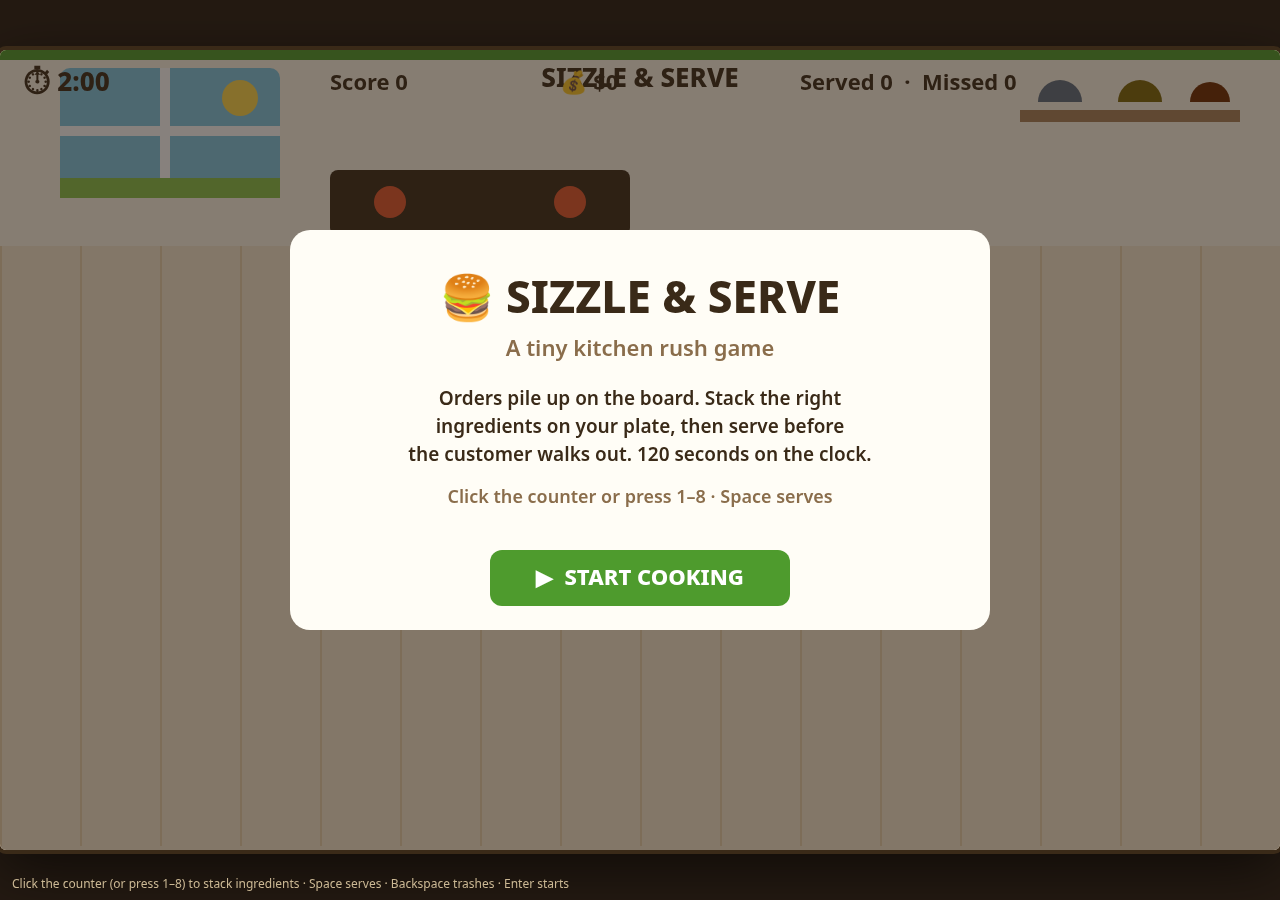 ⏱ 2:00
Score 0
💰 $0
SIZZLE & SERVE
Served 0 · Missed 0
🍔 SIZZLE & SERVE
A tiny kitchen rush game
Orders pile up on the board. Stack the right
ingredients on your plate, then serve before
the customer walks out. 120 seconds on the clock.
Click the counter or press 1–8 · Space serves
▶ START COOKING
Click the counter (or press 1–8) to stack ingredients · Space serves · Backspace trashes · Enter starts